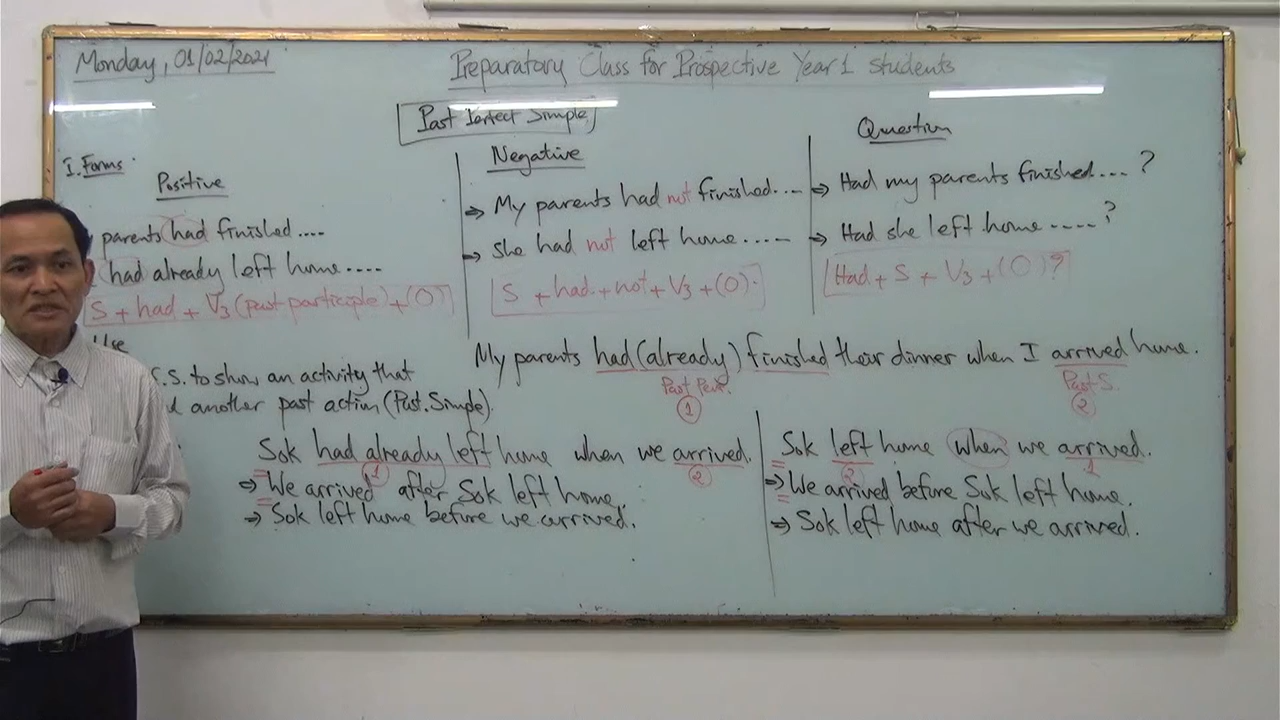 Monday, 01/02/2021
Preparatory Class for Prospective Year 1 students
Past Perfect Simple
I. Forms
Positive
parents had finished ....
had already left home ....
S + had + V3 (past participle) + (O)
Negative
⇒ My parents had not finished ....
⇒ She had not left home .....
S + had + not + V3 + (O).
Question
⇒ Had my parents finished .... ?
⇒ Had she left home ..... ?
Had + S + V3 + (O)?
Use
.S. to show an activity that
another past action (Past Simple).
My parents had (already) finished their dinner when I arrived home.
Past Perf. Past S.
1 2
Sok had already left home when we arrived.
1 2
⇒ We arrived after Sok left home.
⇒ Sok left home before we arrived.
Sok left home when we arrived.
2 1
⇒ We arrived before Sok left home.
⇒ Sok left home after we arrived.